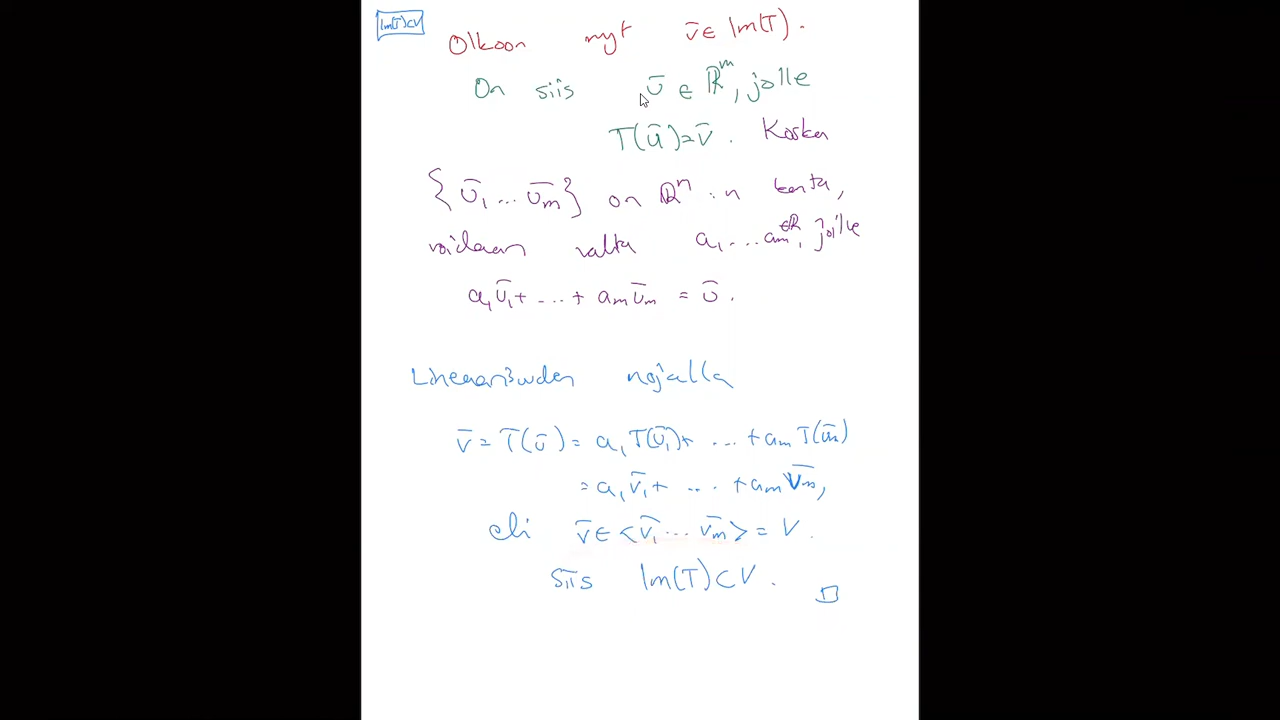 Im(T)⊂V
Olkoon nyt v̄ ∈ Im(T).
On siis ū ∈ ℝᵐ, jolle
T(ū)=v̄. Koska
{ū₁...ūₘ} on ℝⁿ:n kanta,
voidaan valita a₁...aₘ∈ℝ, joille
a₁ū₁+...+aₘūₘ = ū.
Lineaarisuuden nojalla
v̄ = T(ū) = a₁T(ū₁)+ ... +aₘT(ūₘ)
= a₁v̄₁+ ... +aₘv̄ₘ,
eli v̄∈<v̄₁...v̄ₘ> = V.
siis Im(T)⊂V. □